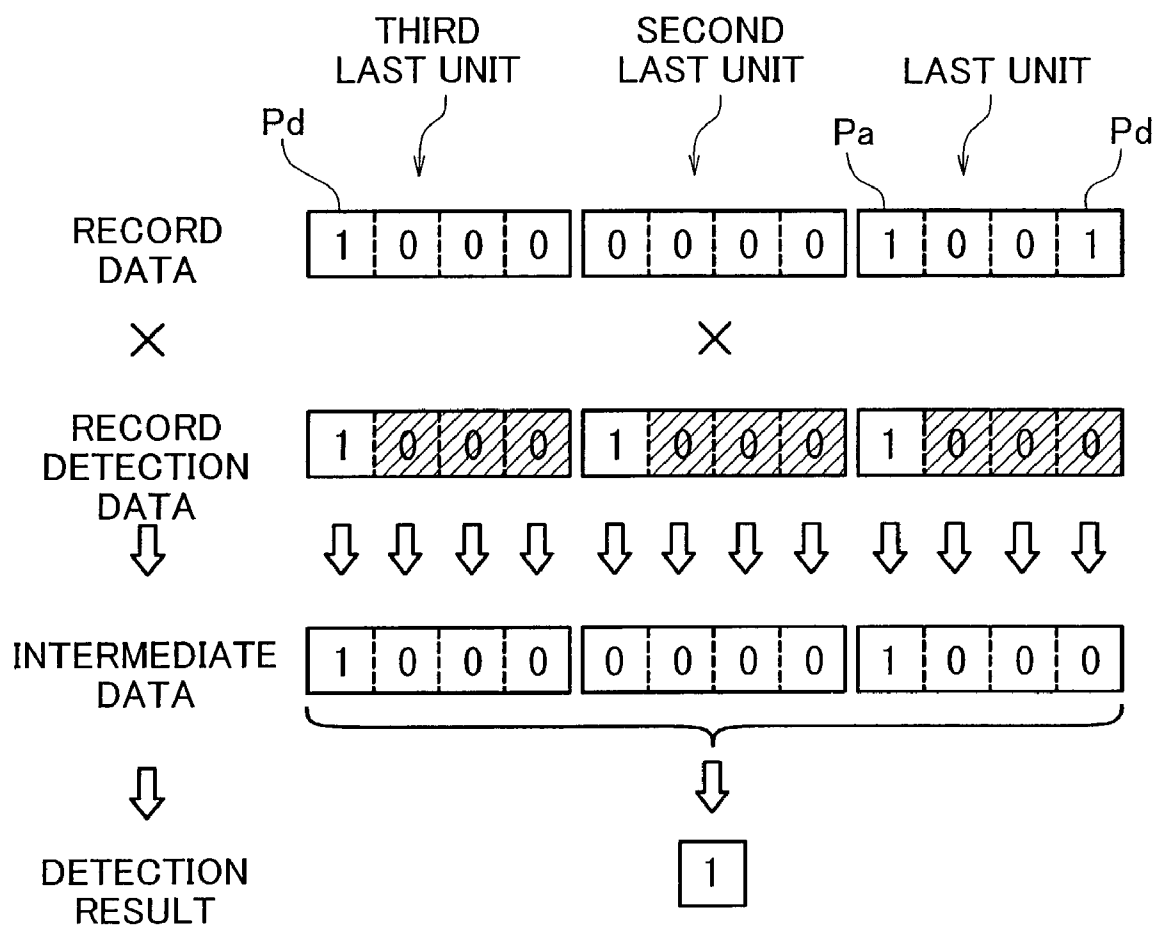 THIRD
LAST UNIT
SECOND
LAST UNIT
LAST UNIT
Pd
Pa
Pd
RECORD
DATA
1 0 0 0 0 0 0 0 1 0 0 1
× ×
RECORD
DETECTION
DATA
1 0 0 0 1 0 0 0 1 0 0 0
INTERMEDIATE
DATA
1 0 0 0 0 0 0 0 1 0 0 0
DETECTION
RESULT
1